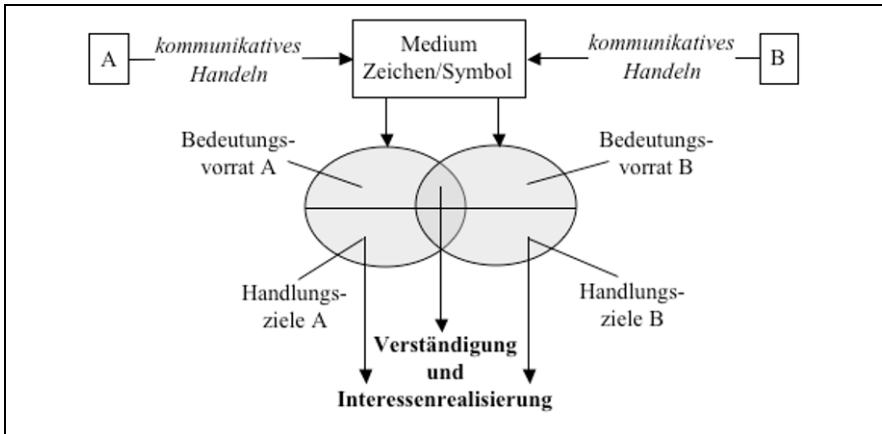 A
kommunikatives
Handeln
Medium
Zeichen/Symbol
kommunikatives
Handeln
B
Bedeutungs-
vorrat A
Bedeutungs-
vorrat B
Handlungs-
ziele A
Handlungs-
ziele B
Verständigung
und
Interessenrealisierung